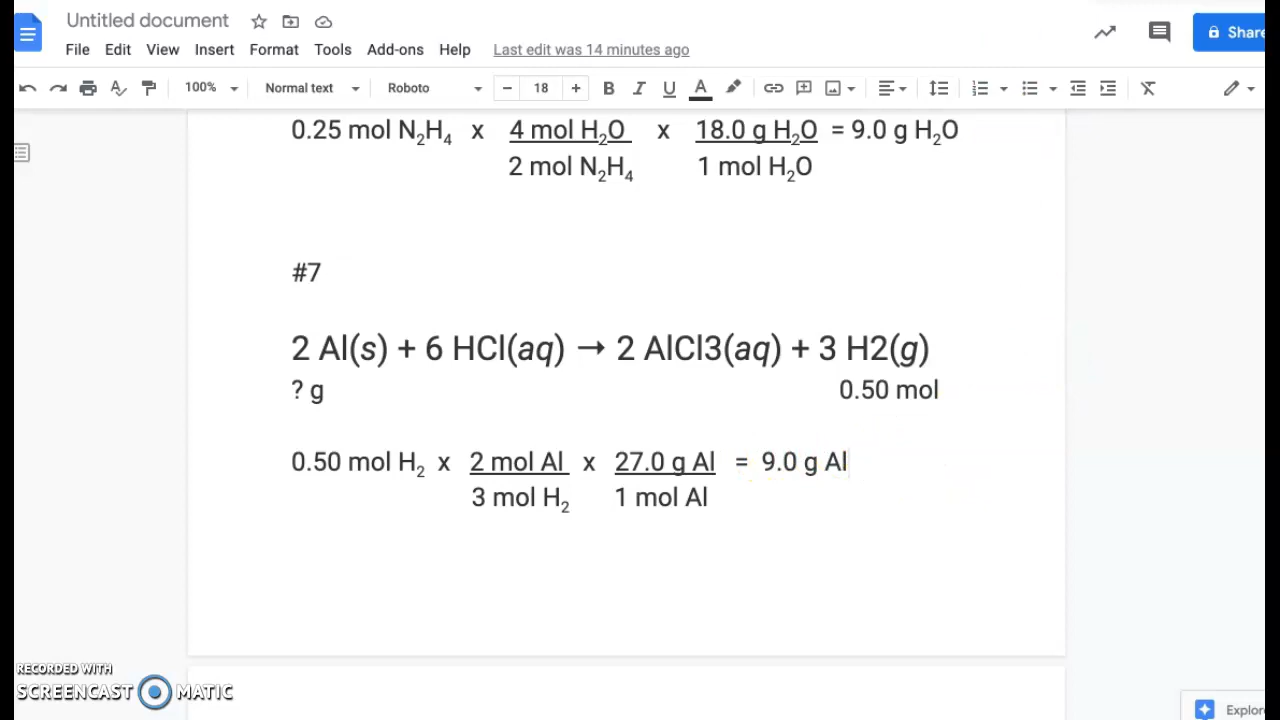 Untitled document
File Edit View Insert Format Tools Add-ons Help Last edit was 14 minutes ago
Share
100% Normal text Roboto − 18 + B I U A
0.25 mol N₂H₄ x 4 mol H₂O x 18.0 g H₂O = 9.0 g H₂O
2 mol N₂H₄ 1 mol H₂O
#7
2 Al(s) + 6 HCl(aq) → 2 AlCl3(aq) + 3 H2(g)
? g 0.50 mol
0.50 mol H₂ x 2 mol Al x 27.0 g Al = 9.0 g Al
3 mol H₂ 1 mol Al
RECORDED WITH
SCREENCAST MATIC
Explor